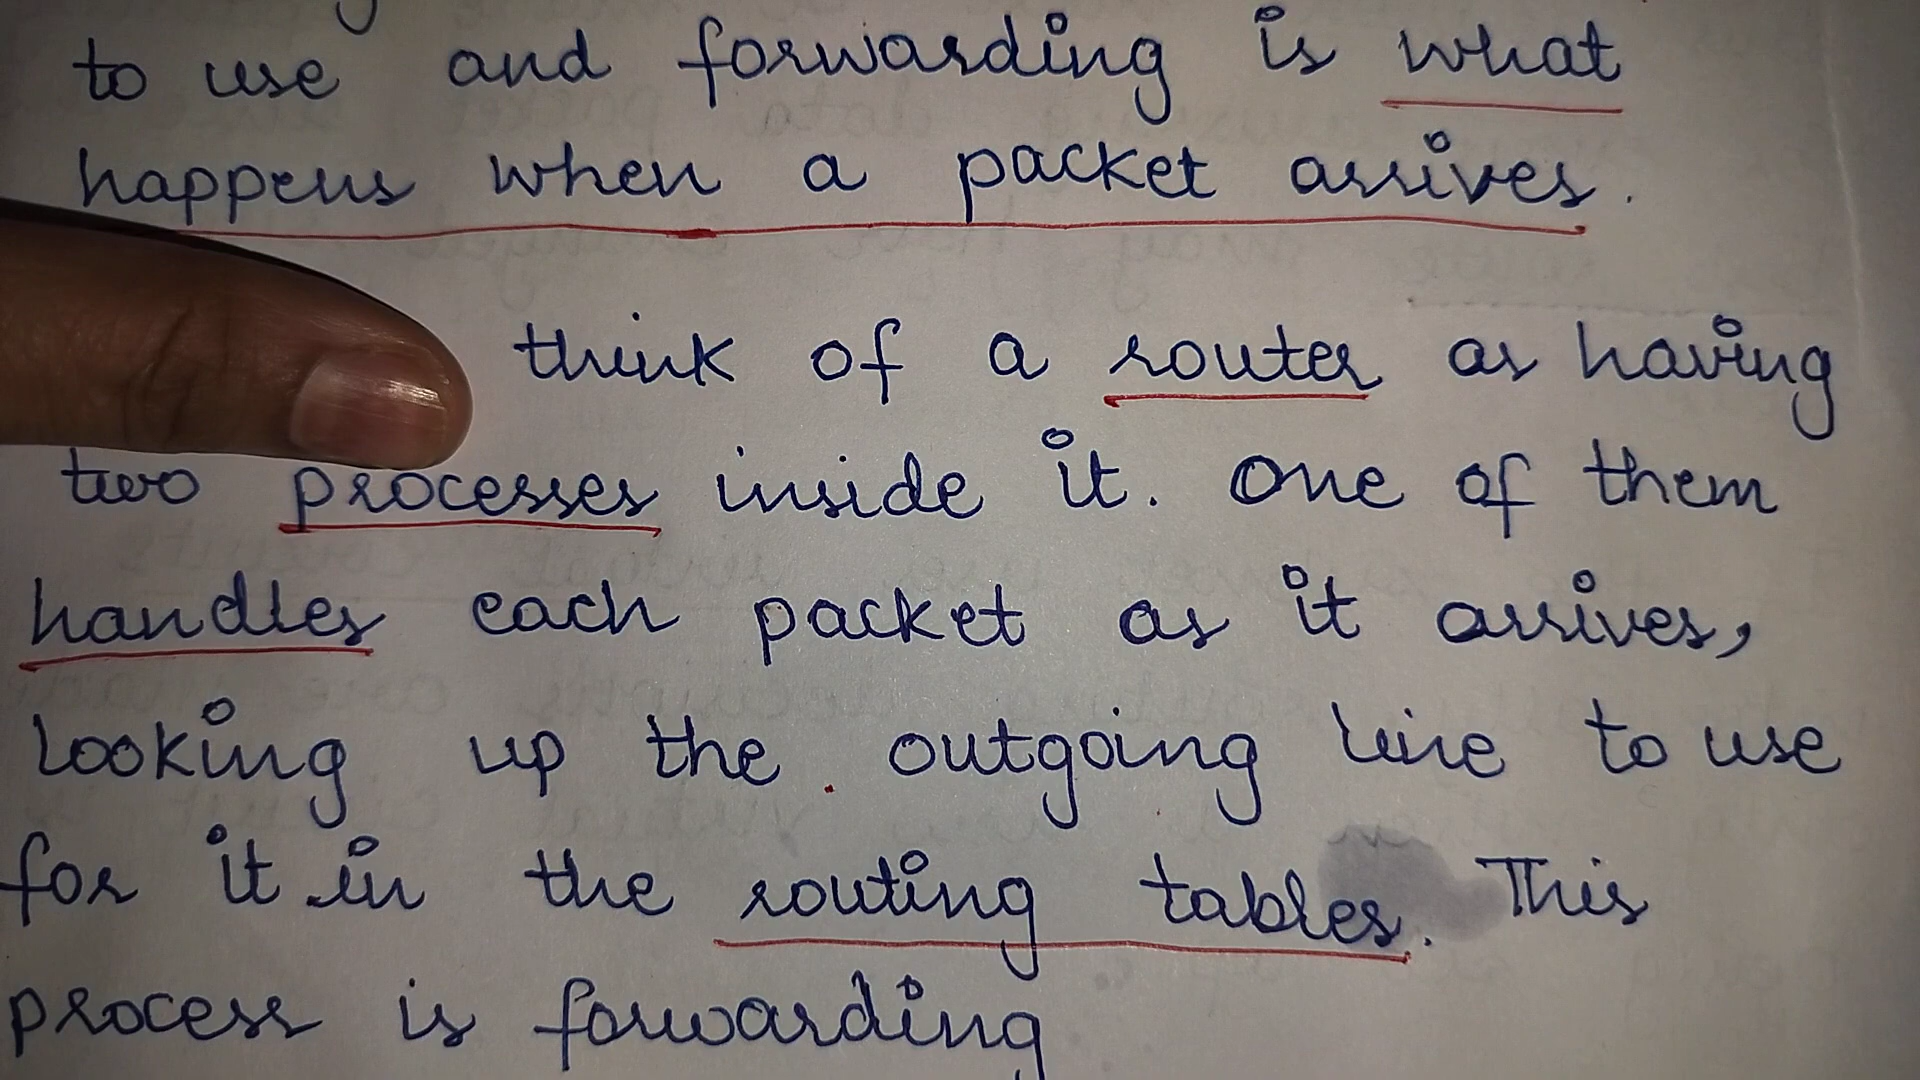 to use and forwarding is what
happens when a packet arrives.
think of a router as having
two processes inside it. One of them
handles each packet as it arrives,
looking up the outgoing line to use
for it in the routing tables. This
process is forwarding